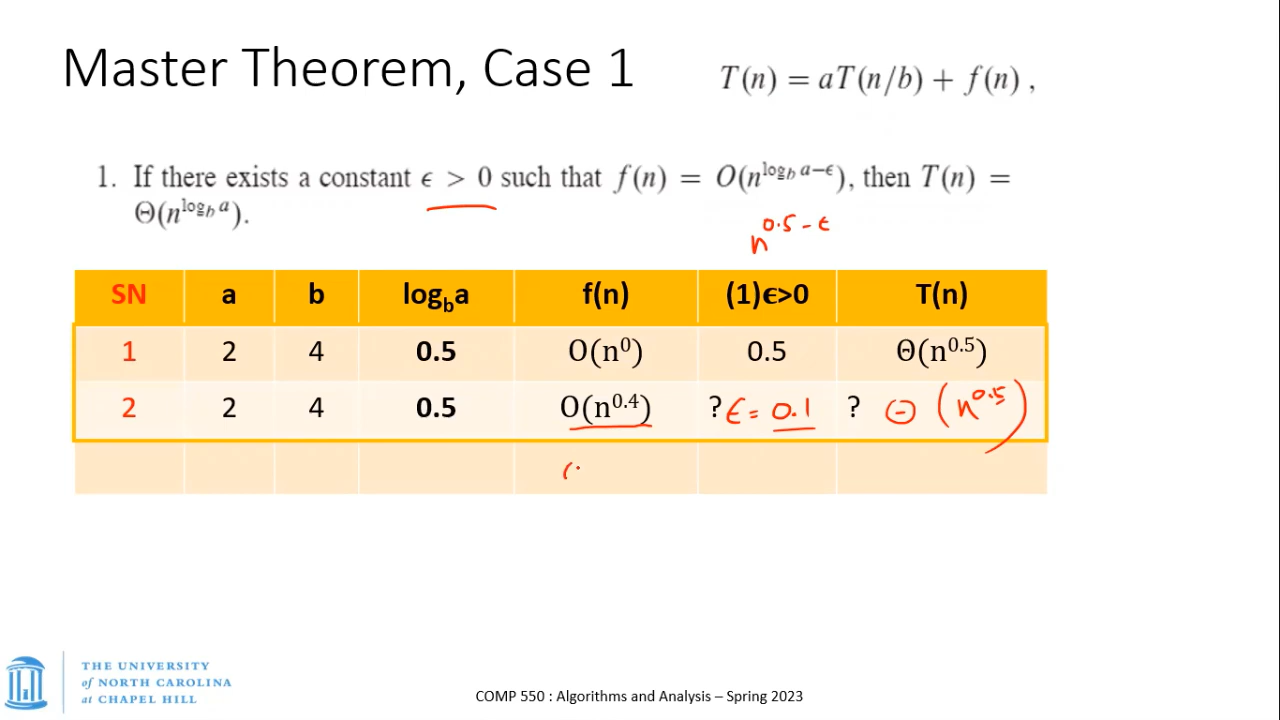 Master Theorem, Case 1
T(n) = aT(n/b) + f(n) ,
1. If there exists a constant ϵ > 0 such that f(n) = O(n^{log_b a−ϵ}), then T(n) =
Θ(n^{log_b a}).
n^{0.5 - ϵ}
SN a b log_b a f(n) (1)ϵ>0 T(n)
1 2 4 0.5 O(n^0) 0.5 Θ(n^{0.5})
2 2 4 0.5 O(n^{0.4}) ? ϵ = 0.1 ? Θ (n^{0.5})
THE UNIVERSITY
of NORTH CAROLINA
at CHAPEL HILL
COMP 550 : Algorithms and Analysis – Spring 2023